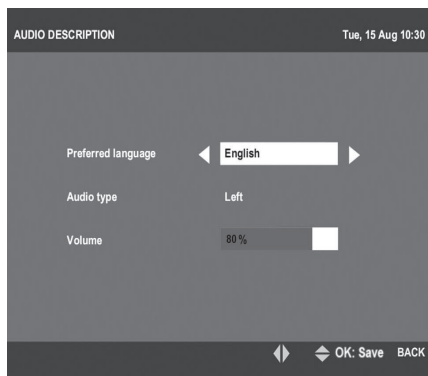 AUDIO DESCRIPTION Tue, 15 Aug 10:30
Preferred language English
Audio type Left
Volume 80%
OK: Save BACK